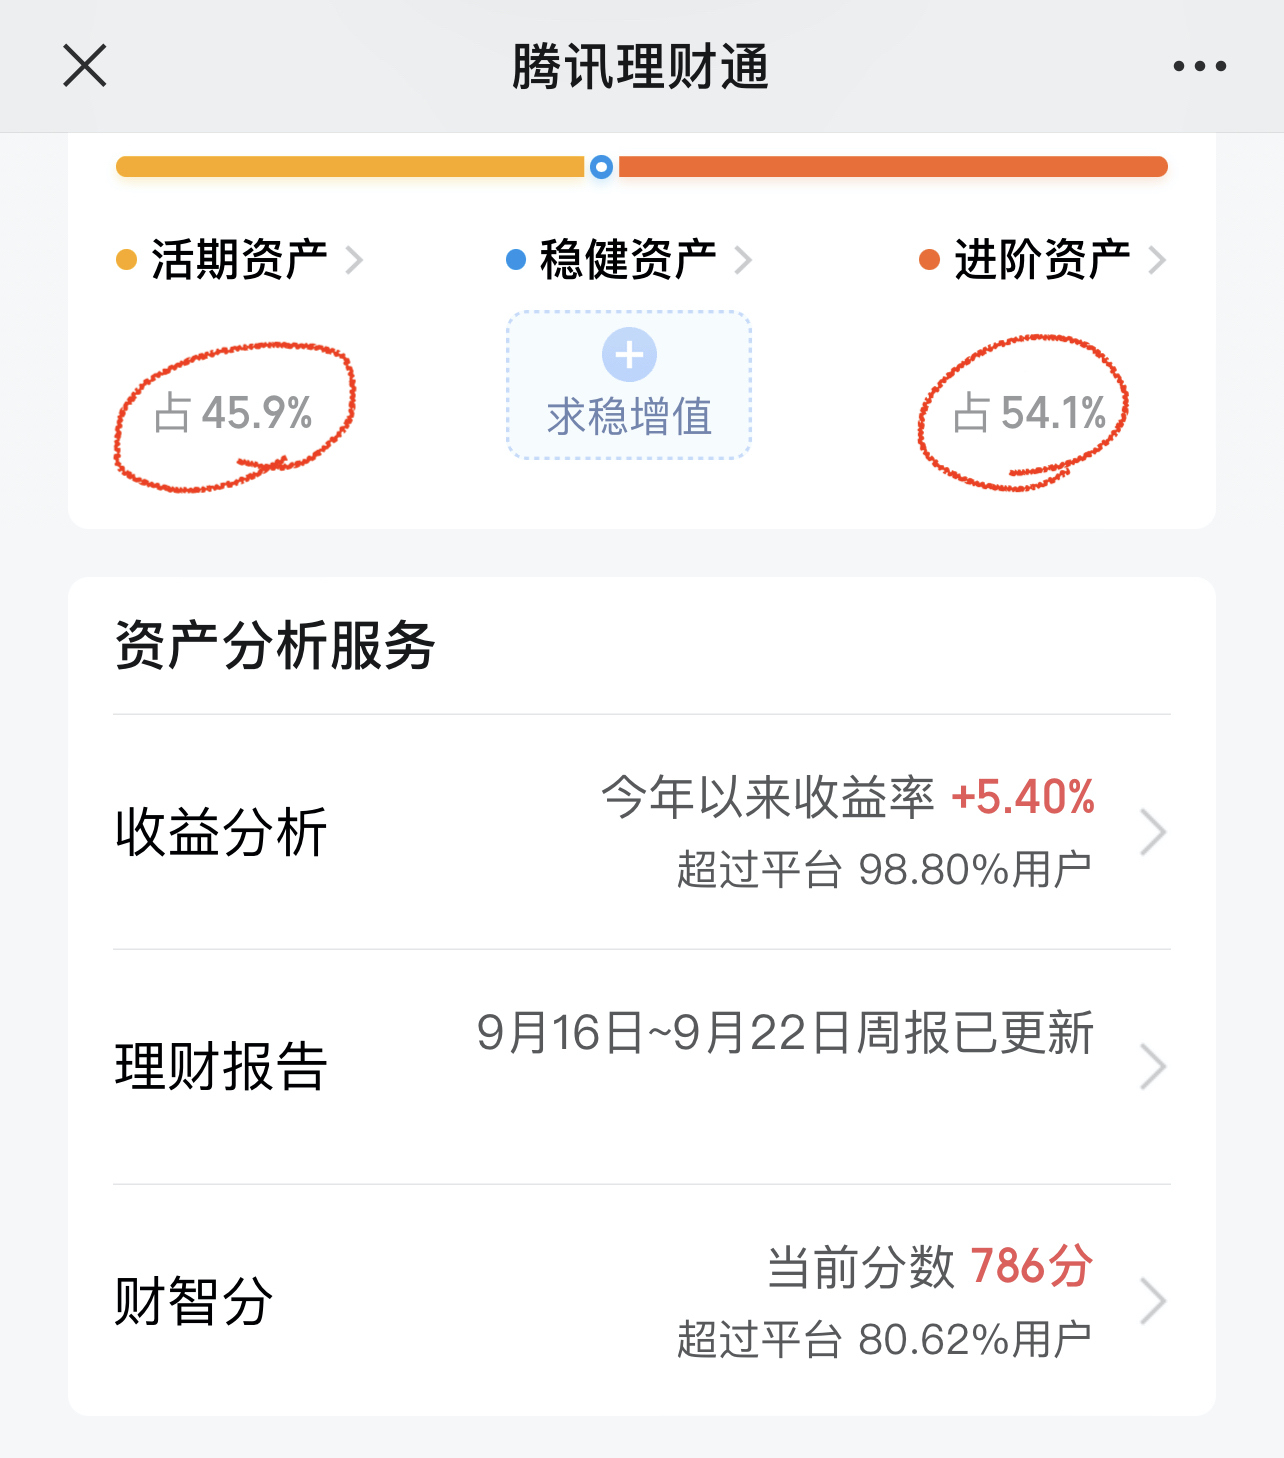 腾讯理财通
活期资产 稳健资产 进阶资产
占 45.9% 求稳增值 占 54.1%
资产分析服务
收益分析
今年以来收益率 +5.40%
超过平台 98.80%用户
理财报告
9月16日~9月22日周报已更新
财智分
当前分数 786分
超过平台 80.62%用户